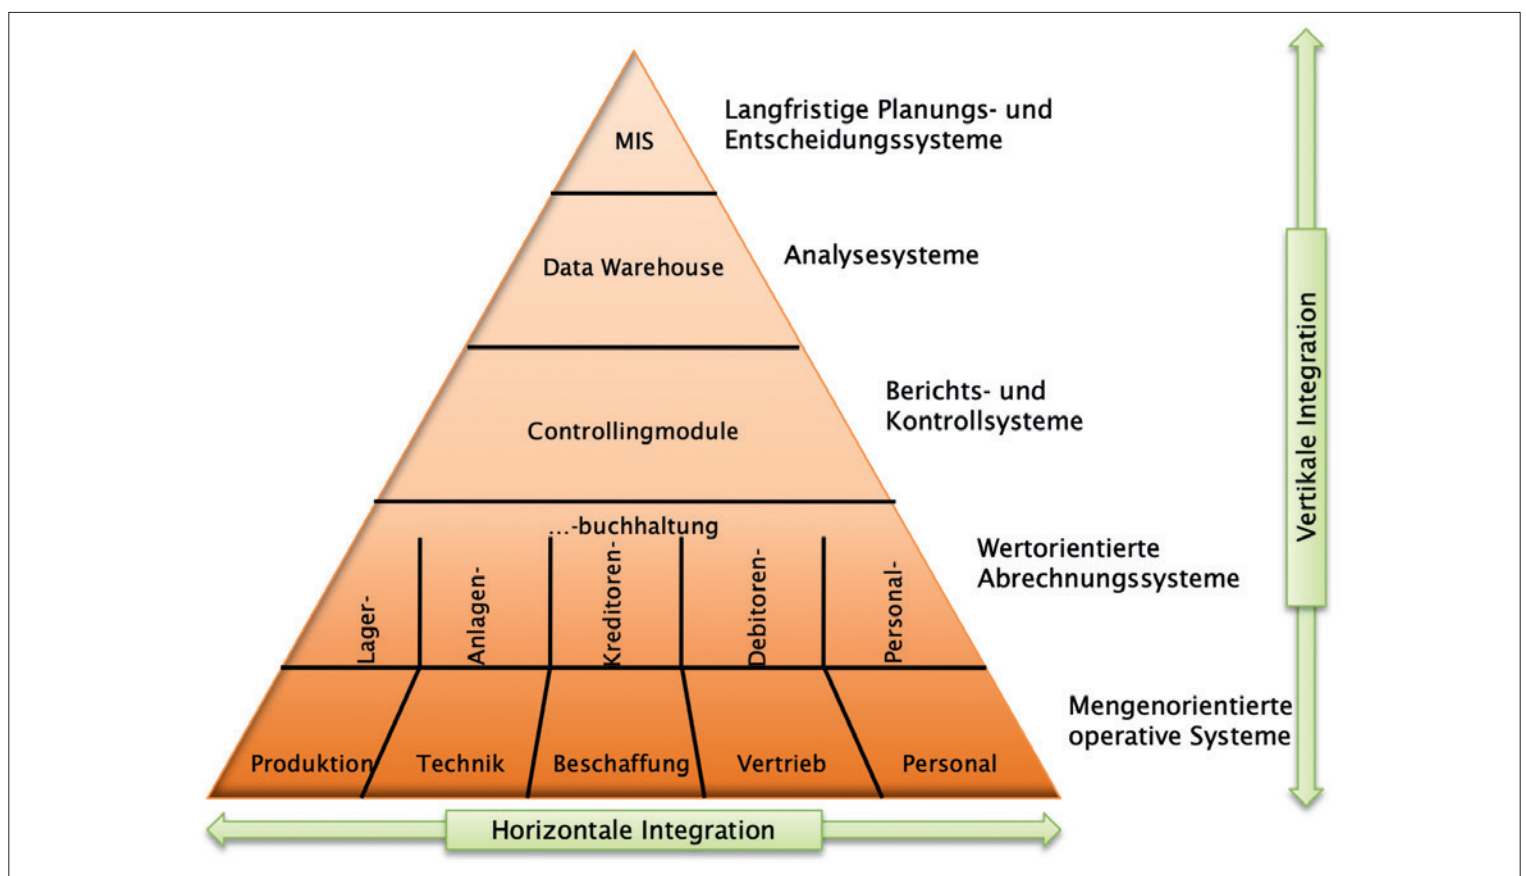 MIS
Langfristige Planungs- und
Entscheidungssysteme
Data Warehouse
Analysesysteme
Controllingmodule
Berichts- und
Kontrollsysteme
...-buchhaltung
Lager-
Anlagen-
Kreditoren-
Debitoren-
Personal-
Wertorientierte
Abrechnungssysteme
Produktion
Technik
Beschaffung
Vertrieb
Personal
Mengenorientierte
operative Systeme
Vertikale Integration
Horizontale Integration